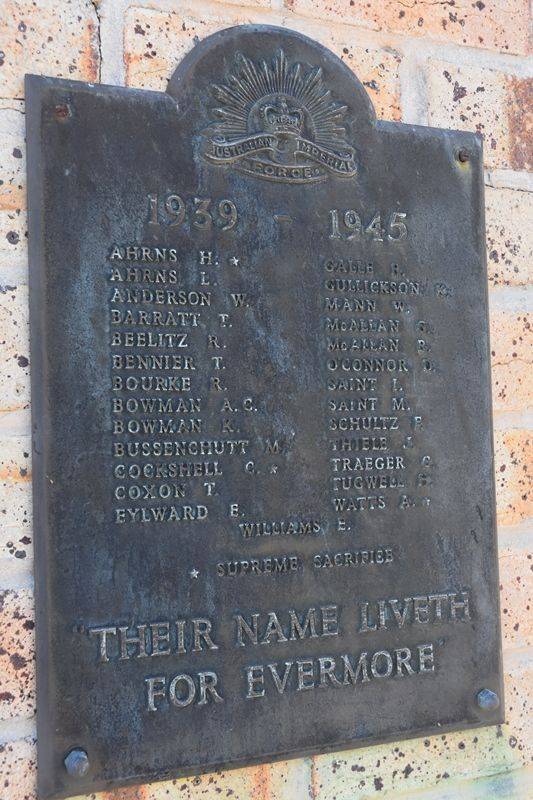 AUSTRALIAN IMPERIAL
FORCE
1939 - 1945
AHRNS H. *
AHRNS L.
ANDERSON W.
BARRATT T.
BEELITZ R.
BENNIER T.
BOURKE R.
BOWMAN A.C.
BOWMAN K.
BUSSENCHUTT M.
COCKSHELL C. *
COXON T.
EYLWARD E.
GALLE R.
GULLICKSON K.
MANN W.
McALLAN G.
McALLAN R.
O'CONNOR D.
SAINT L.
SAINT M.
SCHULTZ F.
THIELE J.
TRAEGER C.
TUGWELL
WATTS A. *
WILLIAMS E.
* SUPREME SACRIFICE
"THEIR NAME LIVETH
FOR EVERMORE"